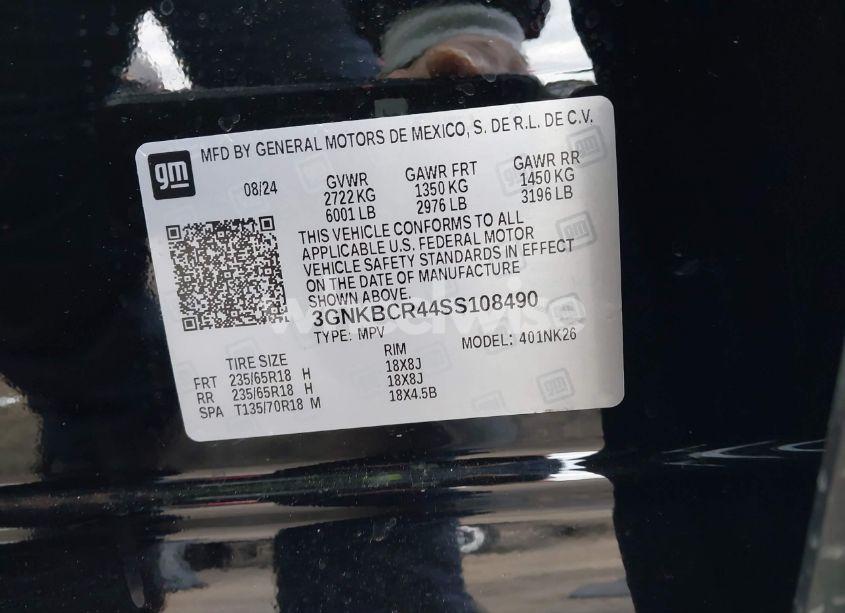 gm
MFD BY GENERAL MOTORS DE MEXICO, S. DE R.L. DE C.V.
08/24
GVWR GAWR FRT GAWR RR
2722 KG 1350 KG 1450 KG
6001 LB 2976 LB 3196 LB
THIS VEHICLE CONFORMS TO ALL
APPLICABLE U.S. FEDERAL MOTOR
VEHICLE SAFETY STANDARDS IN EFFECT
ON THE DATE OF MANUFACTURE
SHOWN ABOVE.
3GNKBCR44SS108490
TYPE: MPV MODEL: 401NK26
TIRE SIZE RIM
FRT 235/65R18 H 18X8J
RR 235/65R18 H 18X8J
SPA T135/70R18 M 18X4.5B